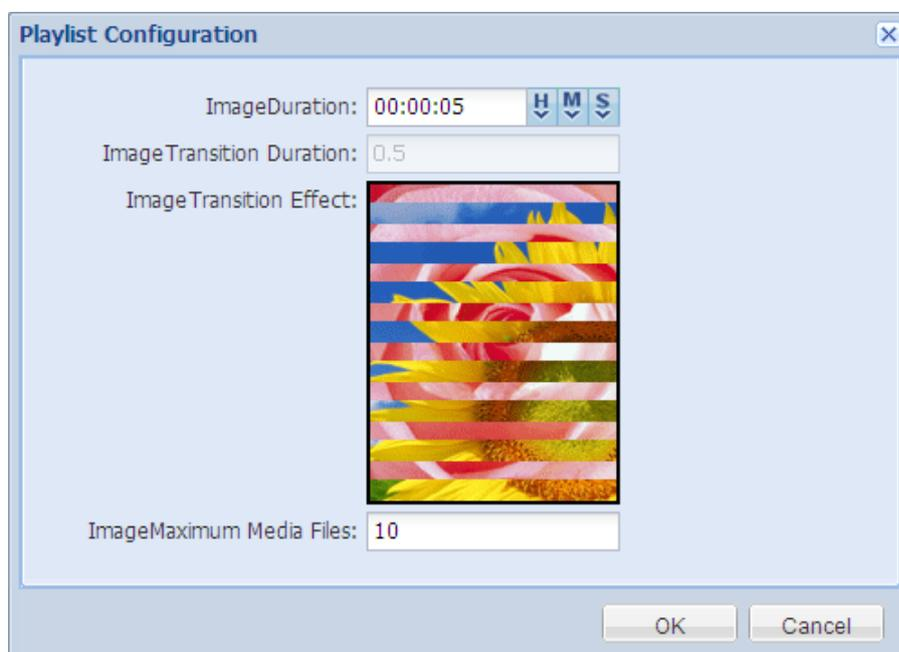 Playlist Configuration
ImageDuration: 00:00:05 H M S
ImageTransition Duration: 0.5
ImageTransition Effect:
ImageMaximum Media Files: 10
OK Cancel